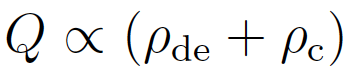 Q ∝ (ρ_de + ρ_c)